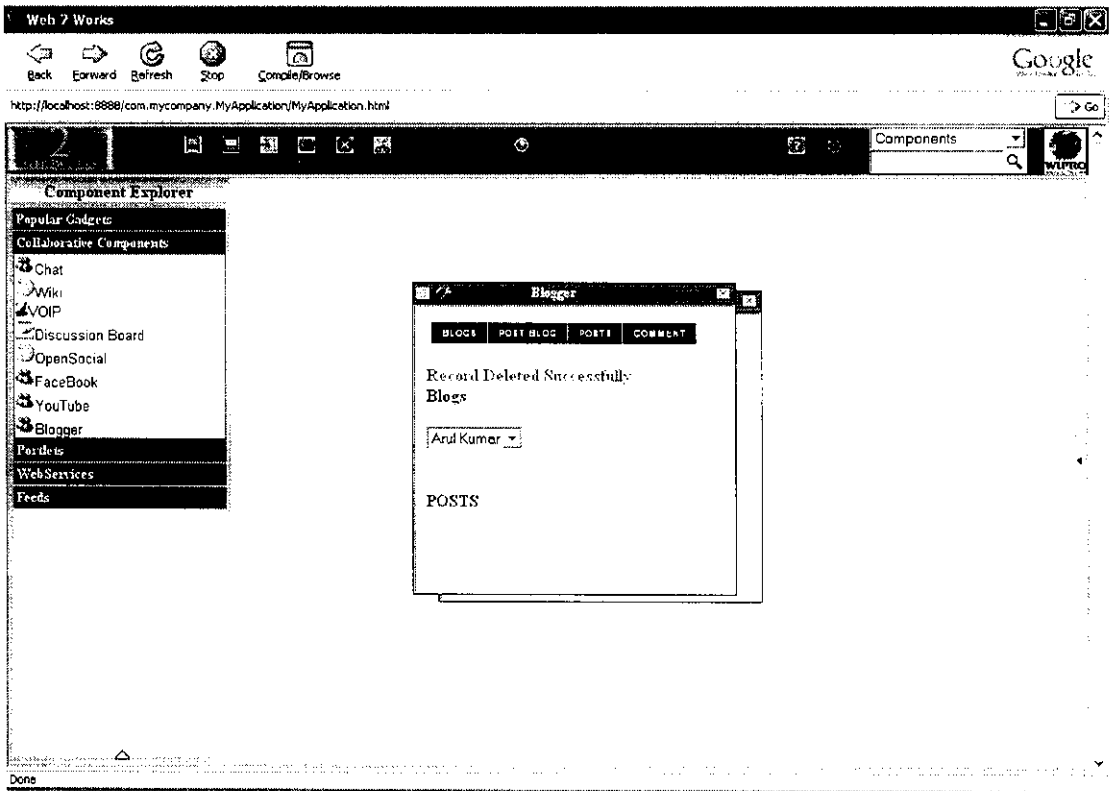 Web 2 Works
Back Forward Refresh Stop Compile/Browse
Google
http://localhost:8888/com.mycompany.MyApplication/MyApplication.html
Go
2
Components
WIPRO
Component Explorer
Popular Gadgets
Collaborative Components
Chat
Wiki
VOIP
Discussion Board
OpenSocial
FaceBook
YouTube
Blogger
Portlets
WebServices
Feeds
Blogger
BLOGS POST BLOG POSTS COMMENT
Record Deleted Successfully
Blogs
Arul Kumar
POSTS
Done